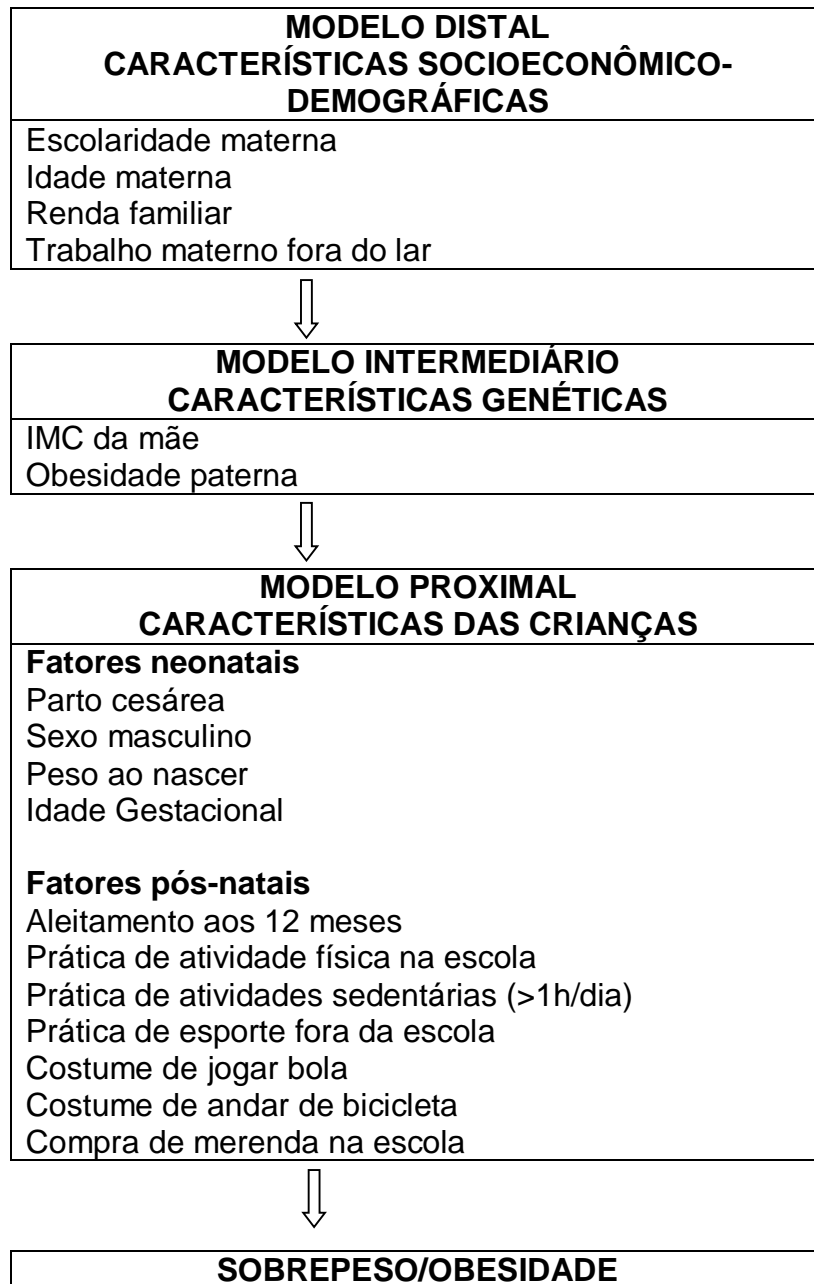 MODELO DISTAL
CARACTERÍSTICAS SOCIOECONÔMICO-
DEMOGRÁFICAS
Escolaridade materna
Idade materna
Renda familiar
Trabalho materno fora do lar
MODELO INTERMEDIÁRIO
CARACTERÍSTICAS GENÉTICAS
IMC da mãe
Obesidade paterna
MODELO PROXIMAL
CARACTERÍSTICAS DAS CRIANÇAS
Fatores neonatais
Parto cesárea
Sexo masculino
Peso ao nascer
Idade Gestacional
Fatores pós-natais
Aleitamento aos 12 meses
Prática de atividade física na escola
Prática de atividades sedentárias (>1h/dia)
Prática de esporte fora da escola
Costume de jogar bola
Costume de andar de bicicleta
Compra de merenda na escola
SOBREPESO/OBESIDADE